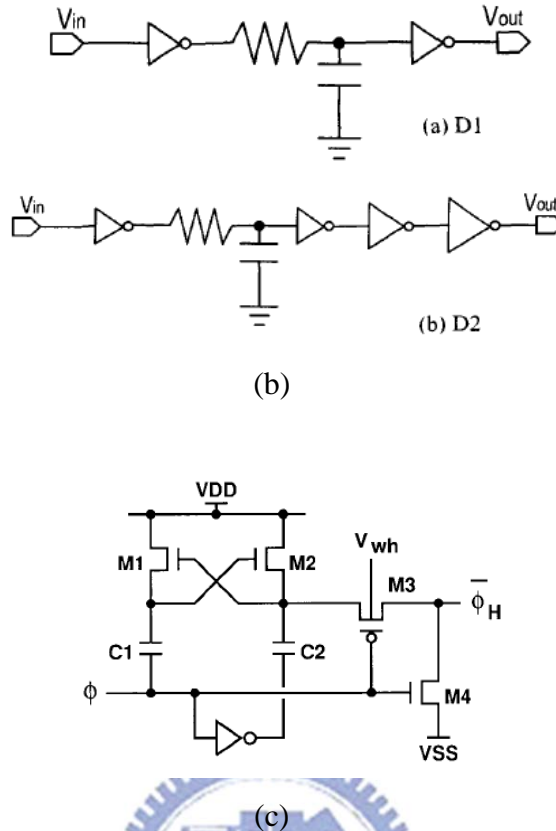 Vin Vout
(a) D1
Vin Vout
(b) D2
(b)
VDD
M1 M2 Vwh
M3
ϕ̅H
C1 C2
ϕ M4
VSS
(c)